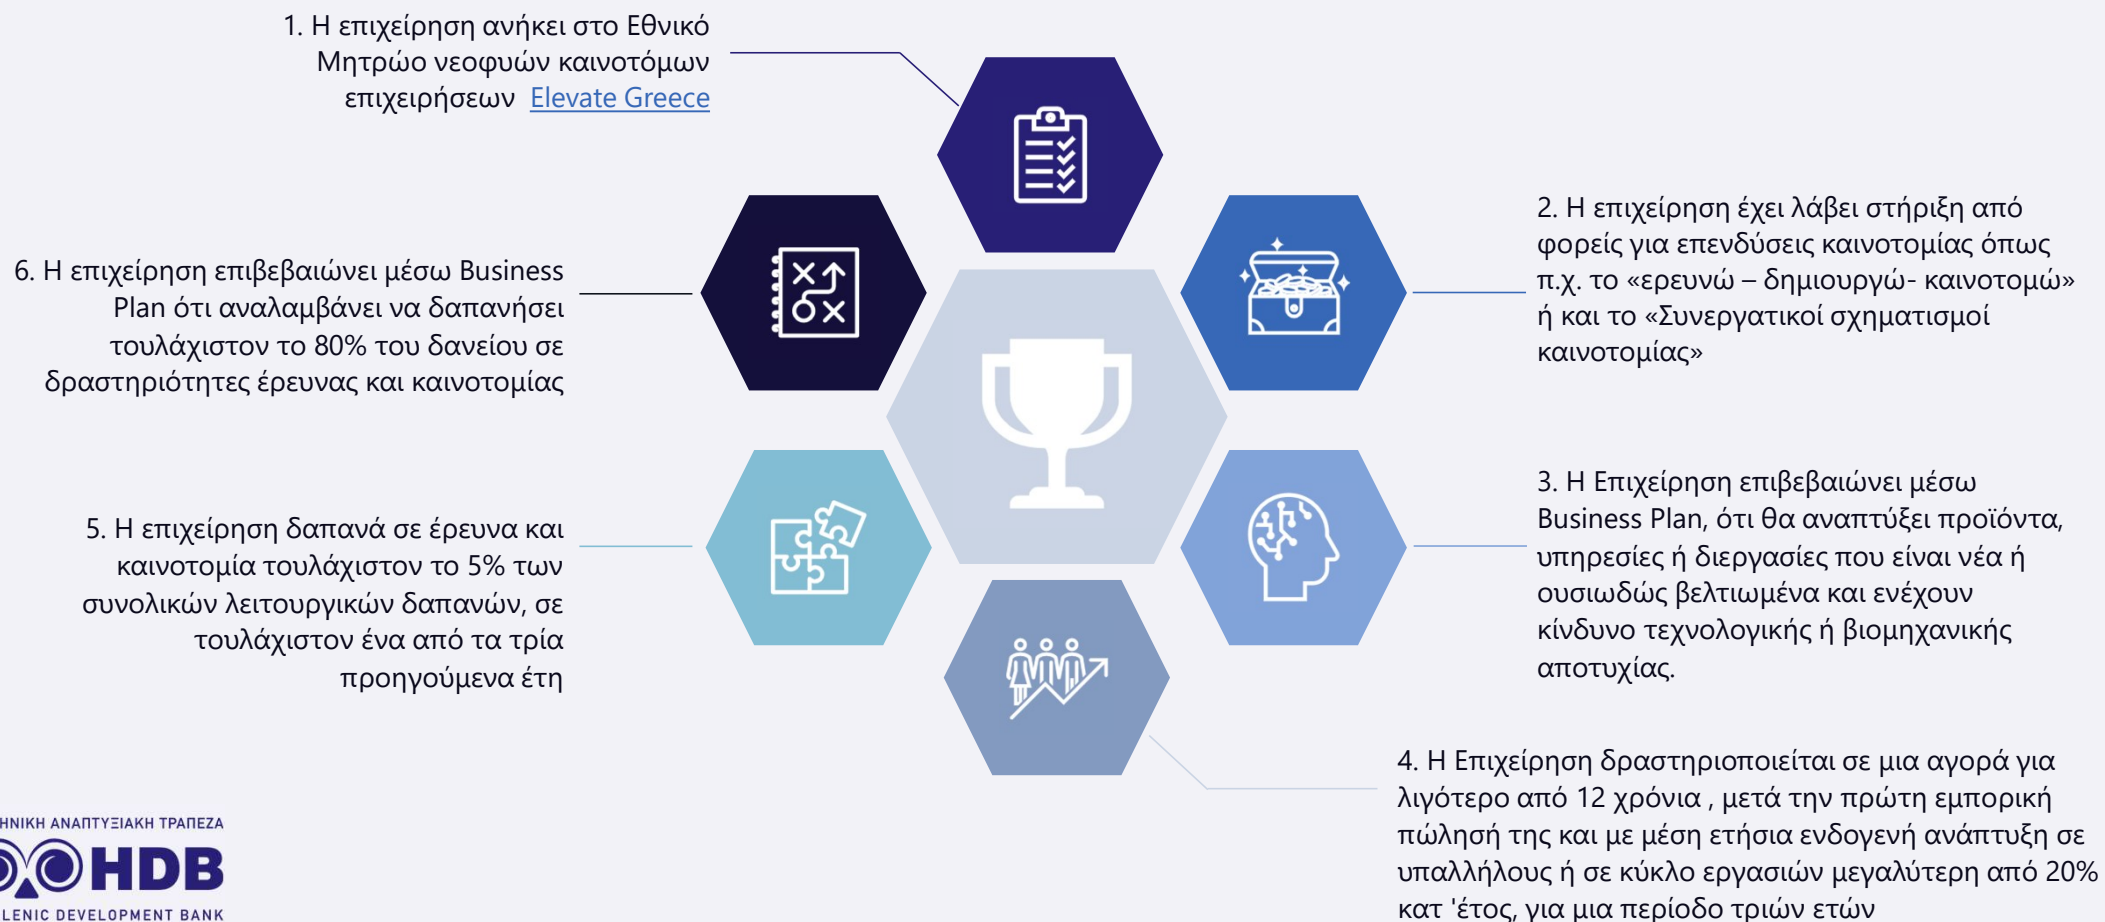 1. Η επιχείρηση ανήκει στο Εθνικό
Μητρώο νεοφυών καινοτόμων
επιχειρήσεων Elevate Greece
2. Η επιχείρηση έχει λάβει στήριξη από
φορείς για επενδύσεις καινοτομίας όπως
π.χ. το «ερευνώ – δημιουργώ- καινοτομώ»
ή και το «Συνεργατικοί σχηματισμοί
καινοτομίας»
3. Η Επιχείρηση επιβεβαιώνει μέσω
Business Plan, ότι θα αναπτύξει προϊόντα,
υπηρεσίες ή διεργασίες που είναι νέα ή
ουσιωδώς βελτιωμένα και ενέχουν
κίνδυνο τεχνολογικής ή βιομηχανικής
αποτυχίας.
4. Η Επιχείρηση δραστηριοποιείται σε μια αγορά για
λιγότερο από 12 χρόνια , μετά την πρώτη εμπορική
πώλησή της και με μέση ετήσια ενδογενή ανάπτυξη σε
υπαλλήλους ή σε κύκλο εργασιών μεγαλύτερη από 20%
κατ 'έτος, για μια περίοδο τριών ετών
5. Η επιχείρηση δαπανά σε έρευνα και
καινοτομία τουλάχιστον το 5% των
συνολικών λειτουργικών δαπανών, σε
τουλάχιστον ένα από τα τρία
προηγούμενα έτη
6. Η επιχείρηση επιβεβαιώνει μέσω Business
Plan ότι αναλαμβάνει να δαπανήσει
τουλάχιστον το 80% του δανείου σε
δραστηριότητες έρευνας και καινοτομίας
ΗΝΙΚΗ ΑΝΑΠΤΥΞΙΑΚΗ ΤΡΑΠΕΖΑ
HDB
LENIC DEVELOPMENT BANK